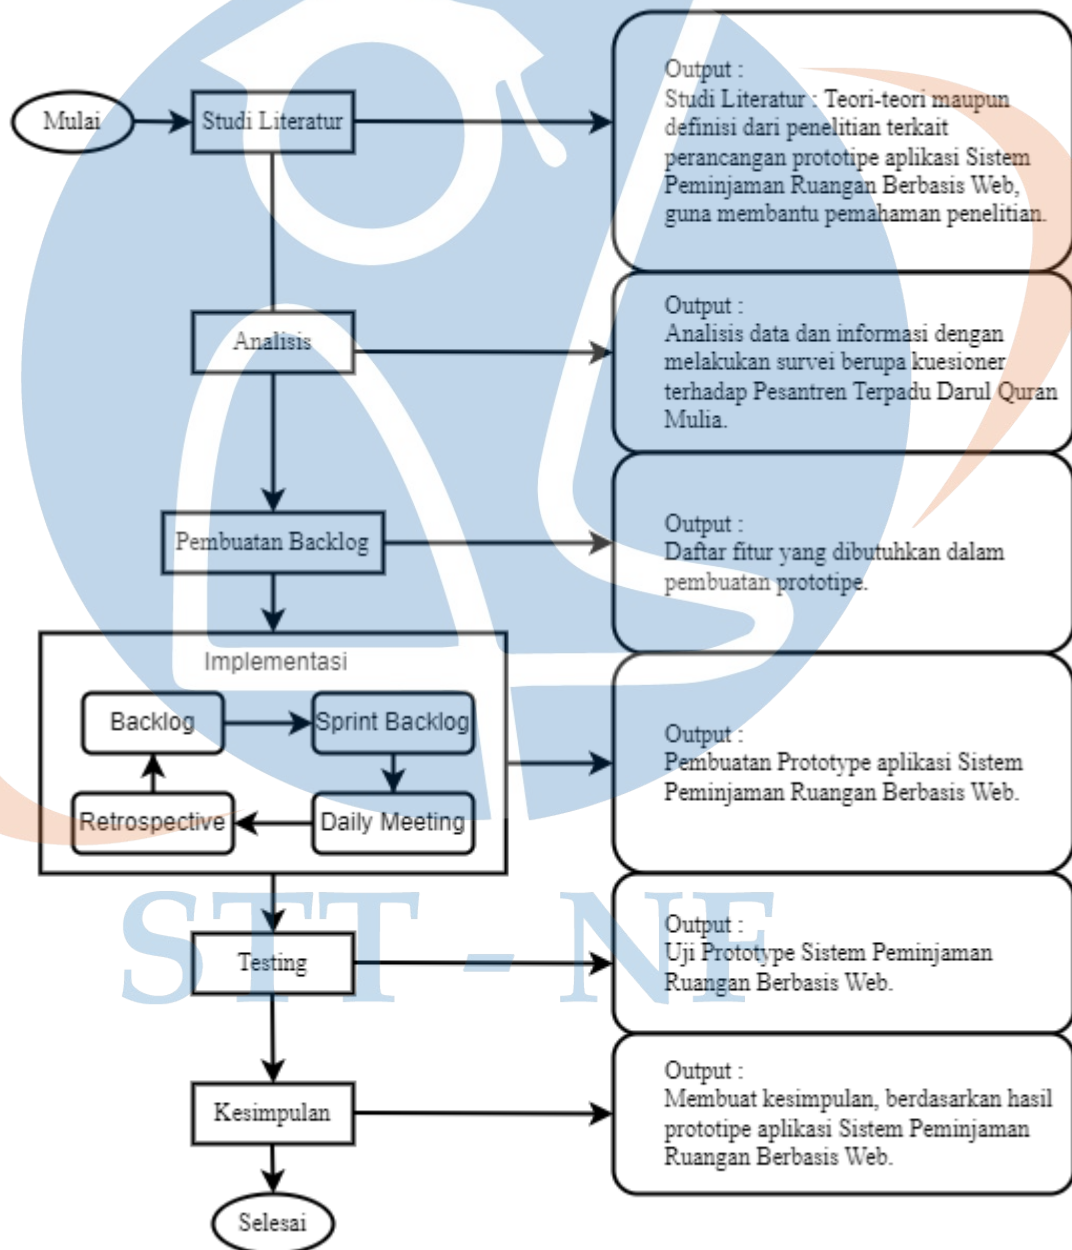 Mulai
Studi Literatur
Output :
Studi Literatur : Teori-teori maupun
definisi dari penelitian terkait
perancangan prototipe aplikasi Sistem
Peminjaman Ruangan Berbasis Web,
guna membantu pemahaman penelitian.
Analisis
Output :
Analisis data dan informasi dengan
melakukan survei berupa kuesioner
terhadap Pesantren Terpadu Darul Quran
Mulia.
Pembuatan Backlog
Output :
Daftar fitur yang dibutuhkan dalam
pembuatan prototipe.
Implementasi
Backlog
Sprint Backlog
Retrospective
Daily Meeting
Output :
Pembuatan Prototype aplikasi Sistem
Peminjaman Ruangan Berbasis Web.
STT - NF
Testing
Output :
Uji Prototype Sistem Peminjaman
Ruangan Berbasis Web.
Kesimpulan
Output :
Membuat kesimpulan, berdasarkan hasil
prototipe aplikasi Sistem Peminjaman
Ruangan Berbasis Web.
Selesai